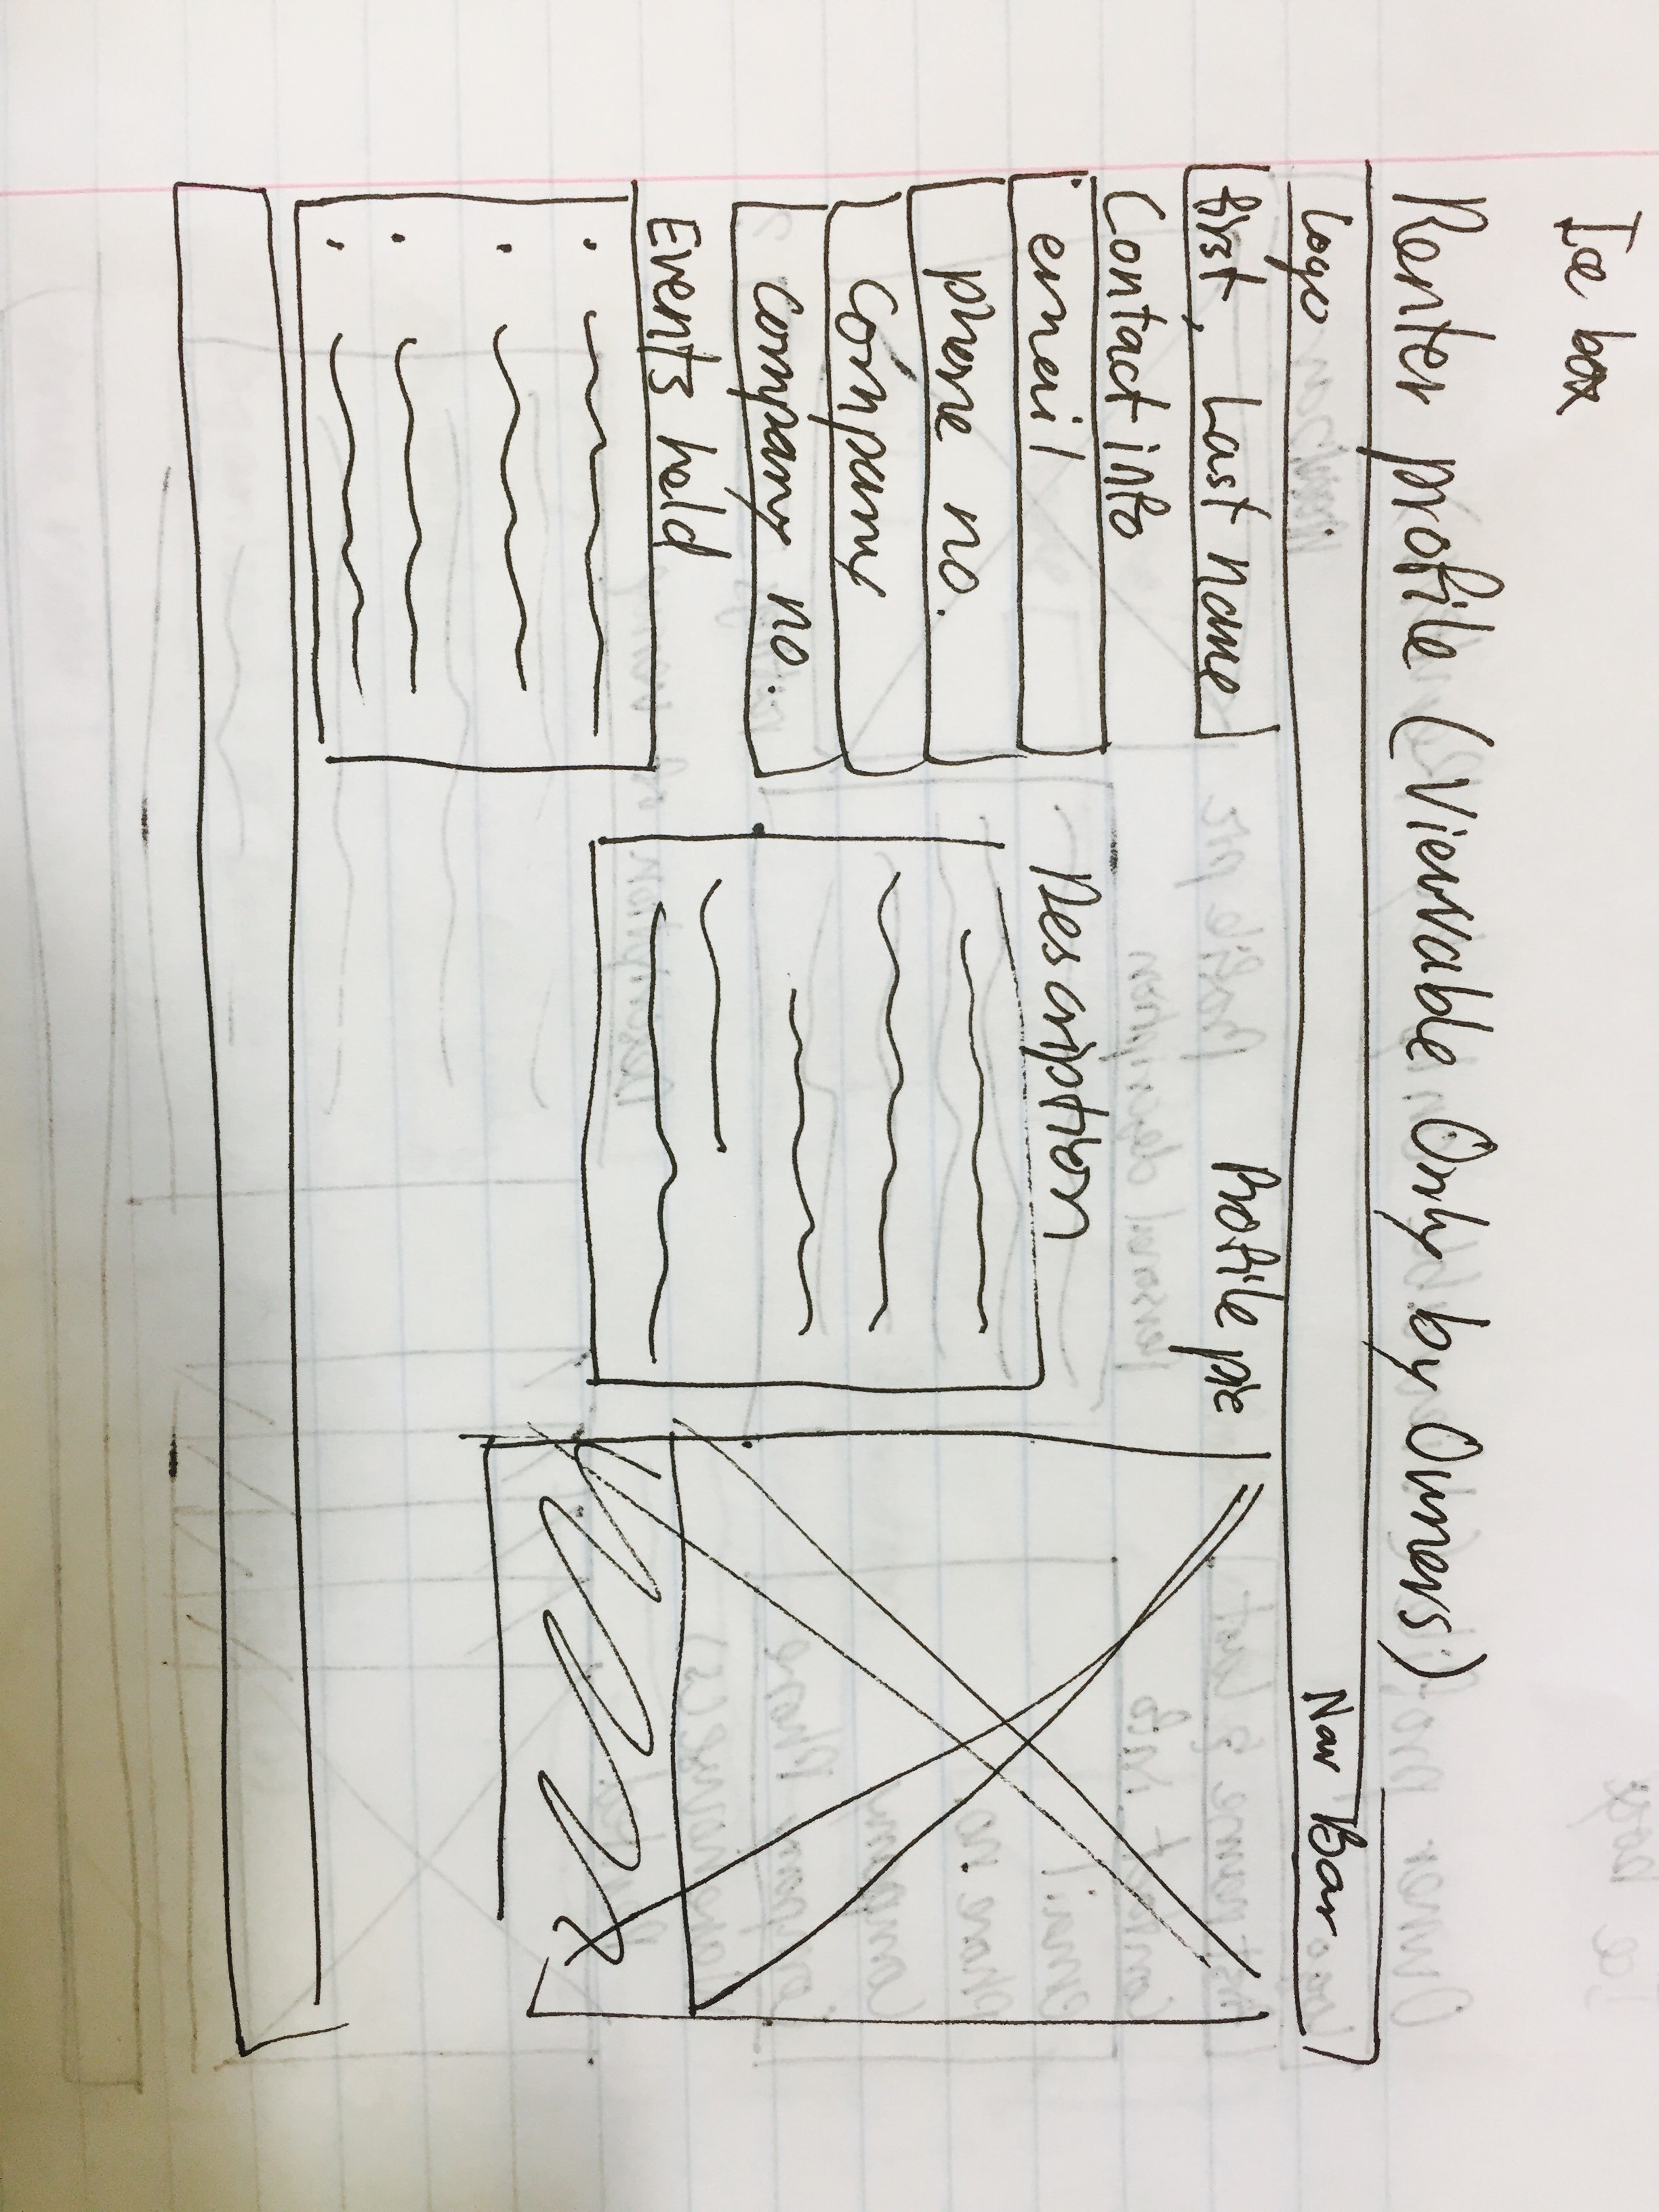 Ice box
Renter profile (Viewable Only by Owners)
Logo Nav Bar
first, Last name
Profile pic
Contact info
email
phone no.
Company
company no.
Description
Events held